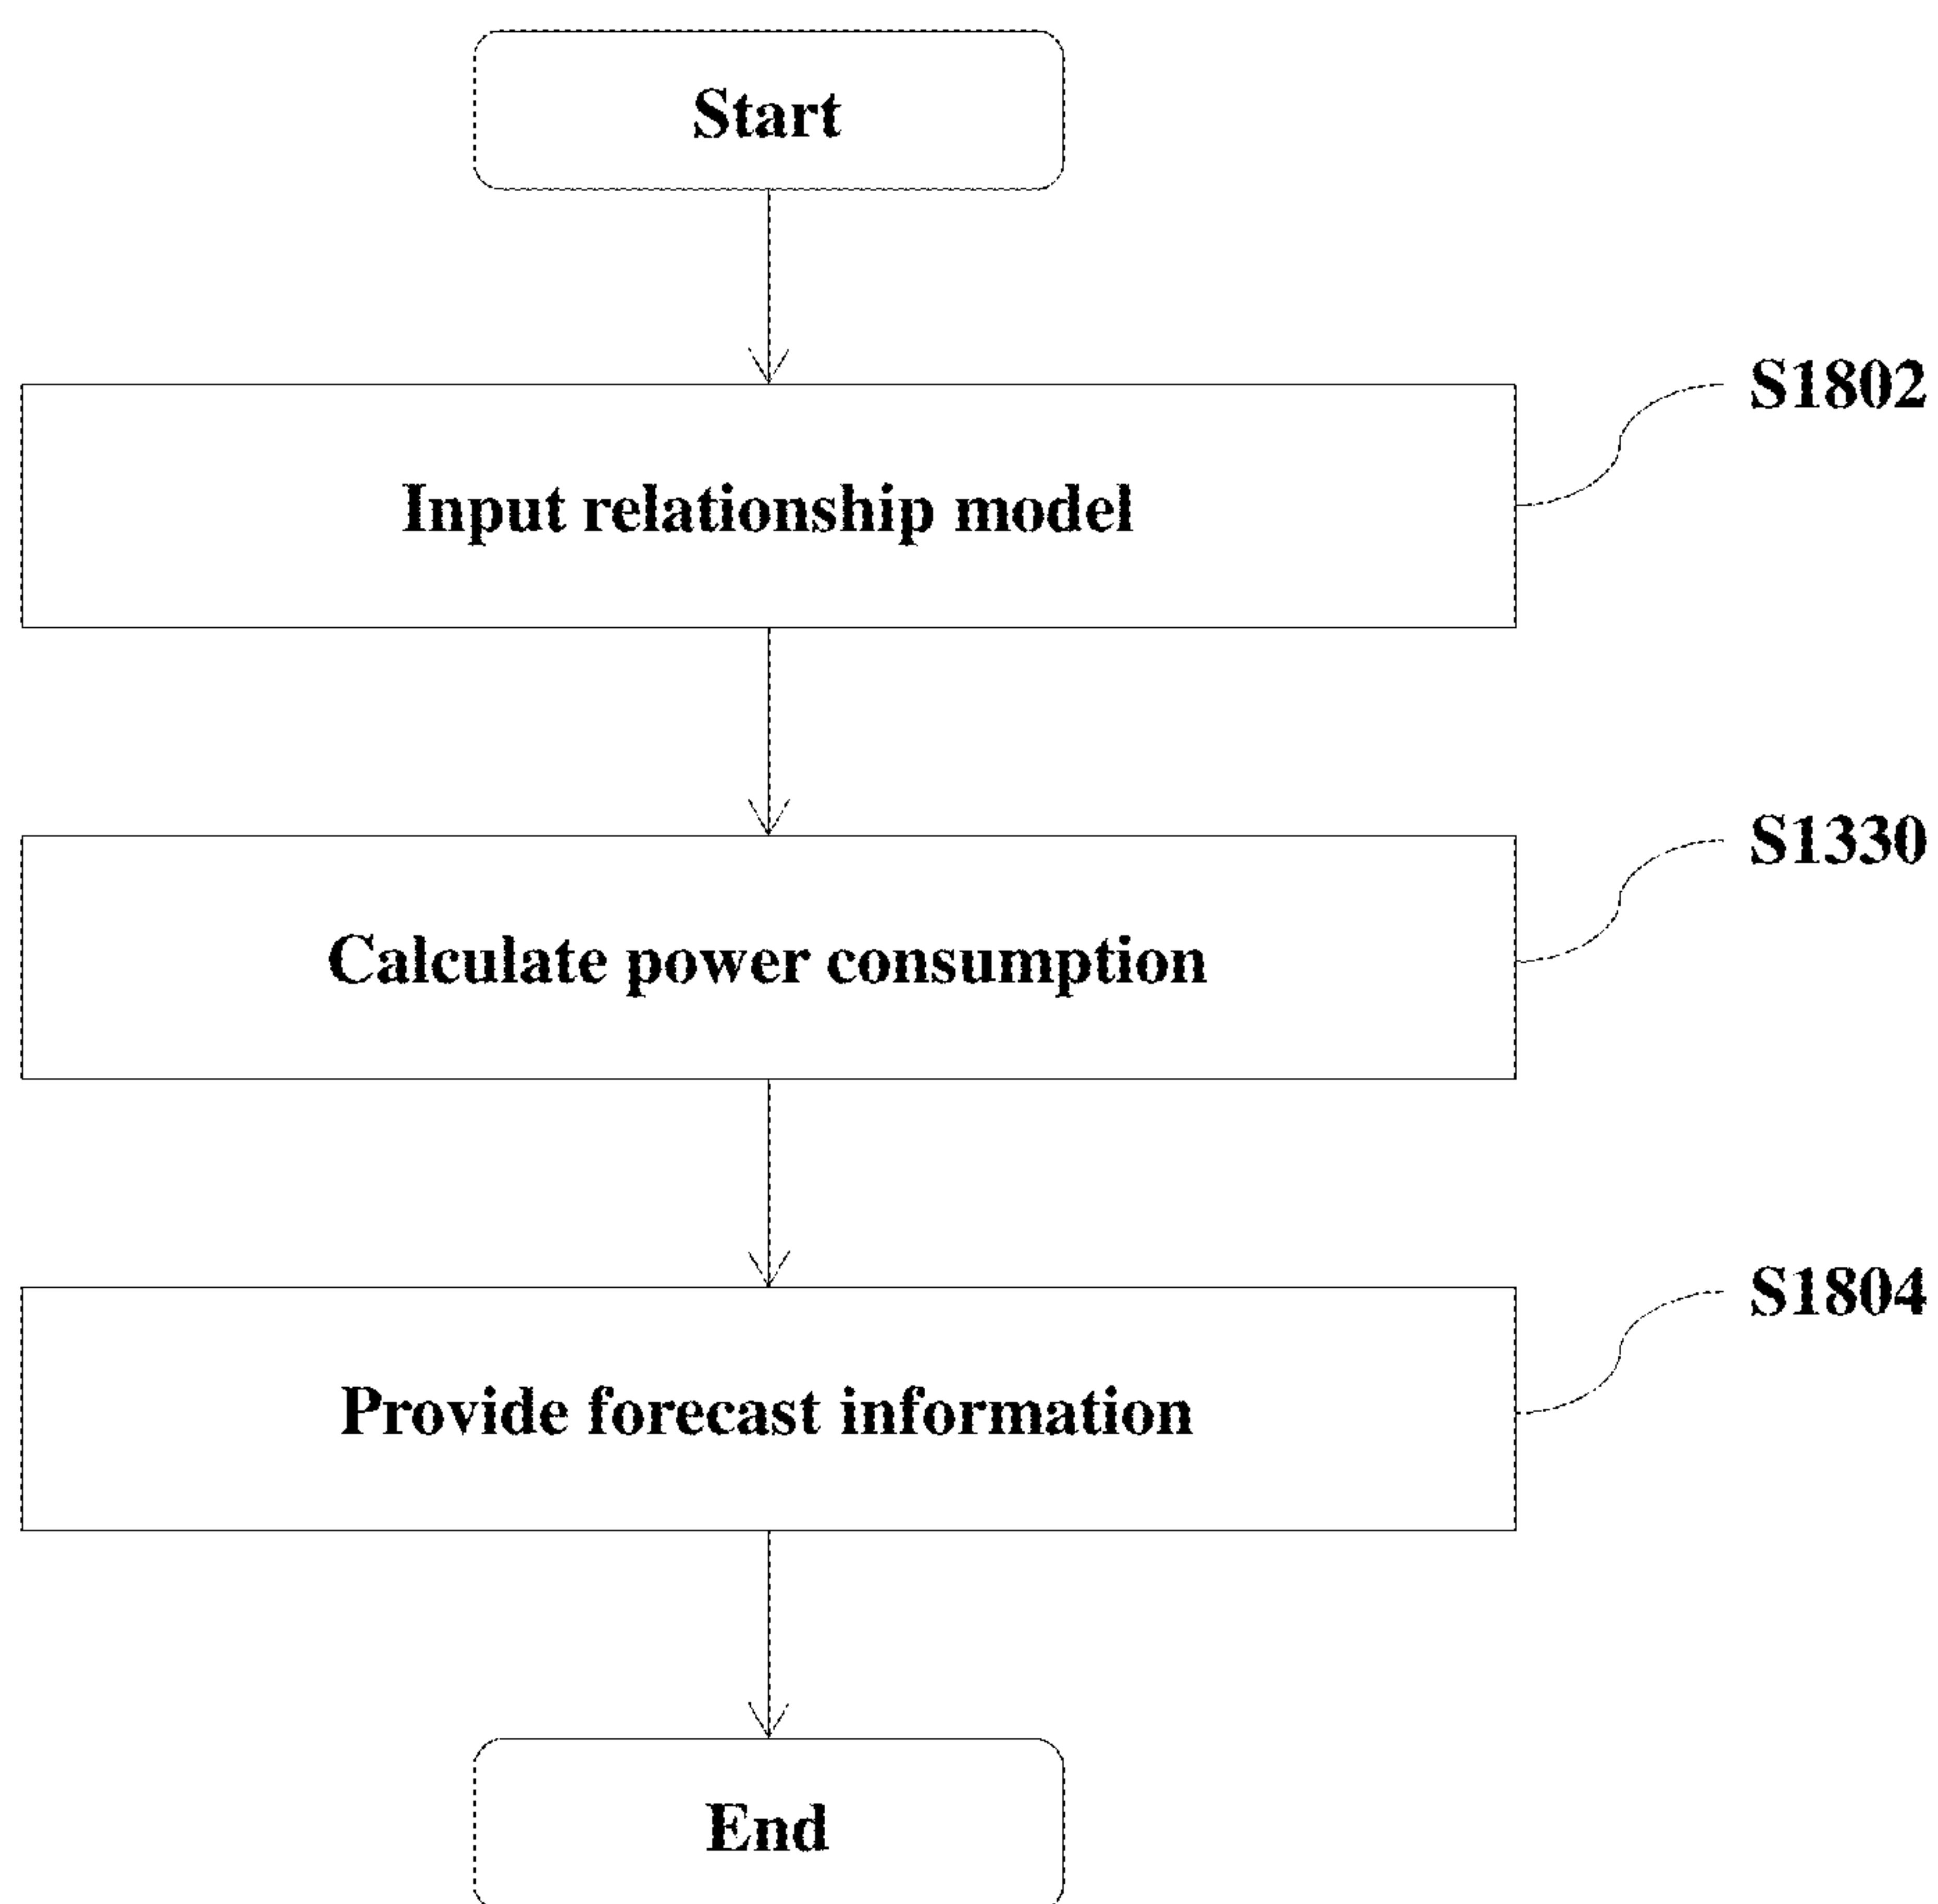 Start
S1802
Input relationship model
S1330
Calculate power consumption
S1804
Provide forecast information
End